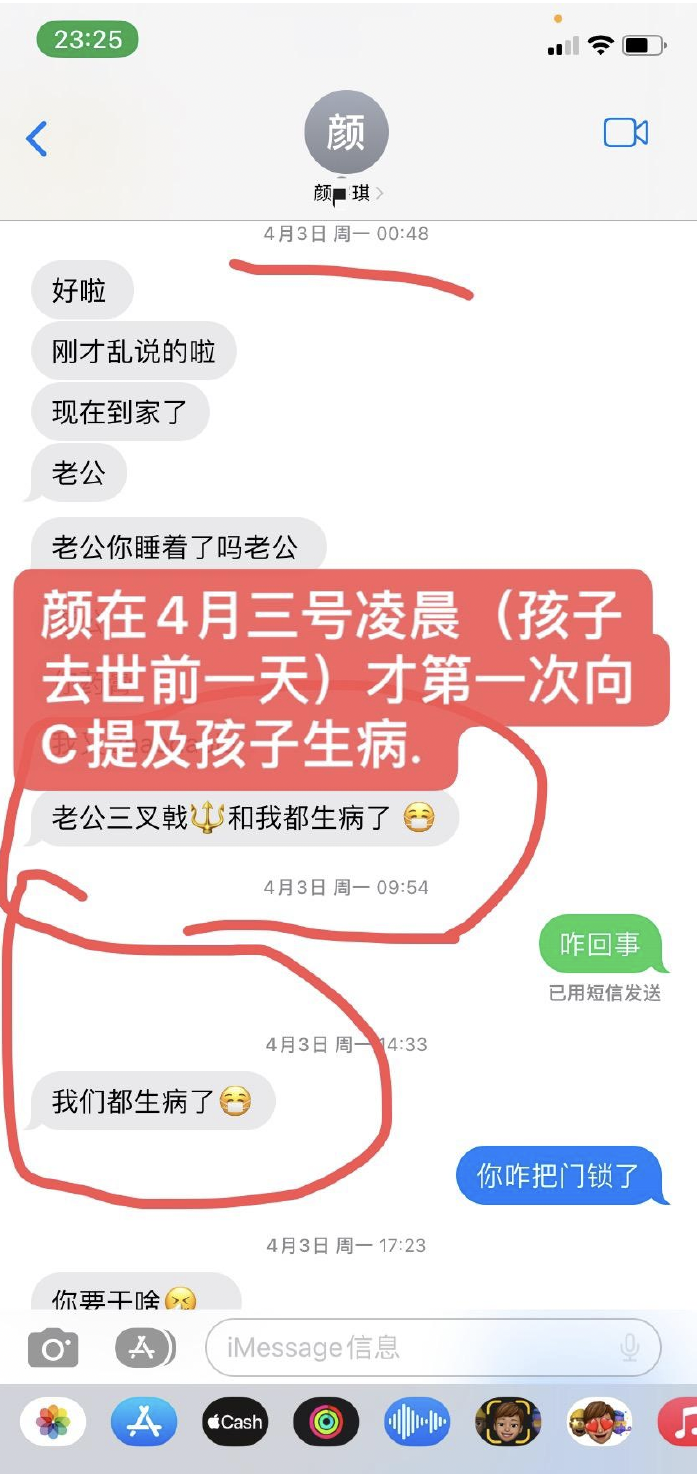 23:25
颜
颜 琪
4月3日 周一 00:48
好啦
刚才乱说的啦
现在到家了
老公
老公你睡着了吗老公
颜在4月三号凌晨（孩子
去世前一天）才第一次向
C提及孩子生病.
老公三叉戟🔱和我都生病了 😷
4月3日 周一 09:54
咋回事
已用短信发送
4月3日 周一 14:33
我们都生病了😷
你咋把门锁了
4月3日 周一 17:23
你要干啥
iMessage信息
Cash